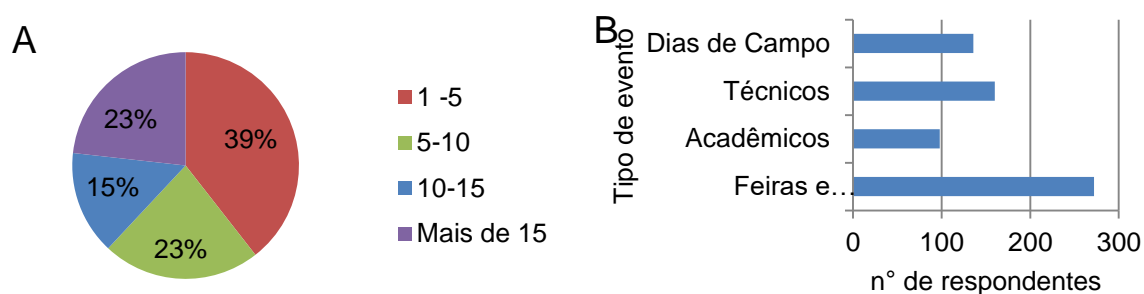 A
39%
23%
15%
23%
1 -5
5-10
10-15
Mais de 15
B
Tipo de evento
Dias de Campo
Técnicos
Acadêmicos
Feiras e…
0 100 200 300
n° de respondentes